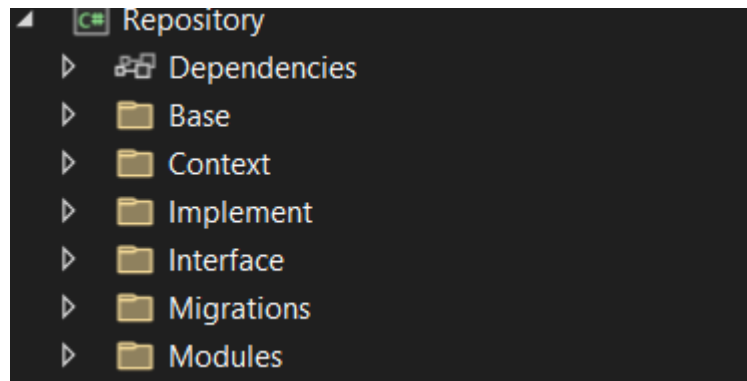 C# Repository
Dependencies
Base
Context
Implement
Interface
Migrations
Modules